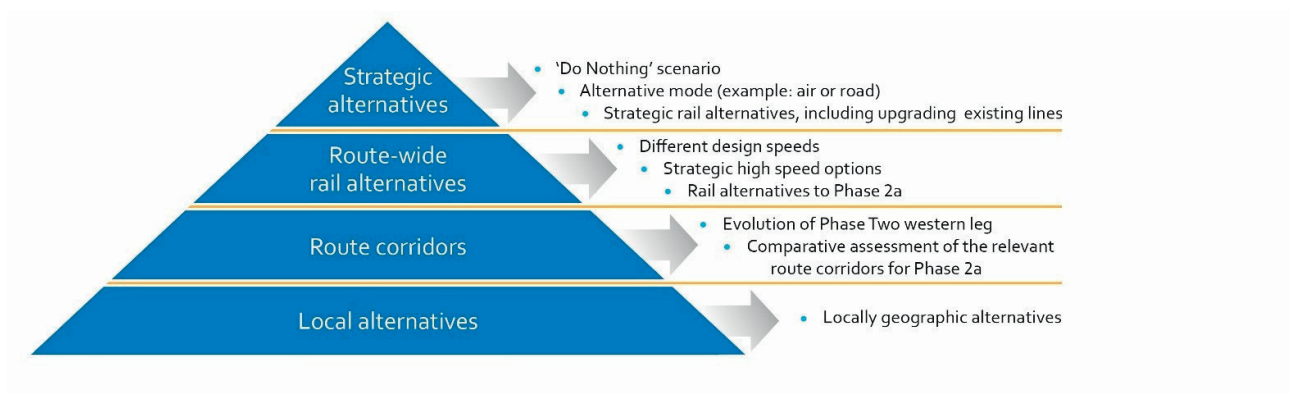 Strategic
alternatives
• ‘Do Nothing’ scenario
• Alternative mode (example: air or road)
• Strategic rail alternatives, including upgrading existing lines
Route-wide
rail alternatives
• Different design speeds
• Strategic high speed options
• Rail alternatives to Phase 2a
Route corridors
• Evolution of Phase Two western leg
• Comparative assessment of the relevant
route corridors for Phase 2a
Local alternatives
• Locally geographic alternatives